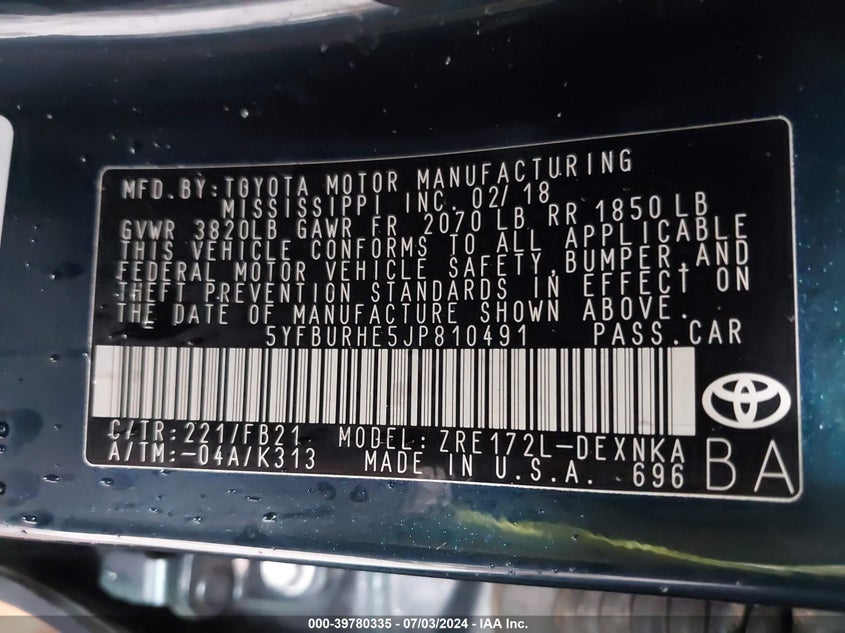 MFD.BY:TOYOTA MOTOR MANUFACTURING
MISSISSIPPI INC. 02/18
GVWR 3820LB GAWR FR 2070 LB RR 1850 LB
THIS VEHICLE CONFORMS TO ALL APPLICABLE
FEDERAL MOTOR VEHICLE SAFETY,BUMPER,AND
THEFT PREVENTION STANDARDS IN EFFECT ON
THE DATE OF MANUFACTURE SHOWN ABOVE.
5YFBURHE5JP810491 PASS.CAR
C/TR:221/FB21 MODEL:ZRE172L-DEXNKA
A/TM:-04A/K313 MADE IN U.S.A. 696
BA
000-39780335 - 07/03/2024 - IAA Inc.